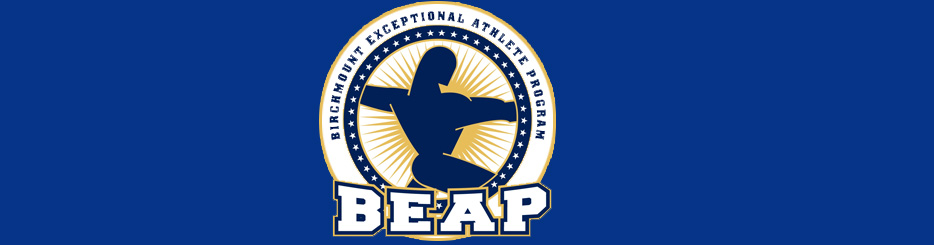 BIRCHMOUNT EXCEPTIONAL ATHLETE PROGRAM
BEAP